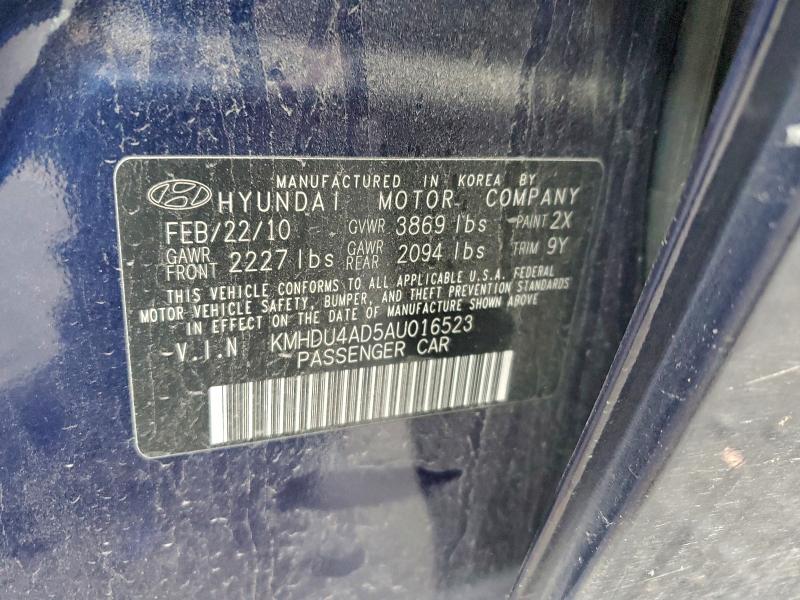 MANUFACTURED IN KOREA BY
HYUNDAI MOTOR COMPANY
FEB/22/10 GVWR 3869 lbs PAINT 2X
GAWR FRONT 2227 lbs GAWR REAR 2094 lbs TRIM 9Y
THIS VEHICLE CONFORMS TO ALL APPLICABLE U.S.A. FEDERAL
MOTOR VEHICLE SAFETY, BUMPER, AND THEFT PREVENTION STANDARDS
IN EFFECT ON THE DATE OF MANUFACTURE SHOWN ABOVE
V.I.N KMHDU4AD5AU016523
PASSENGER CAR